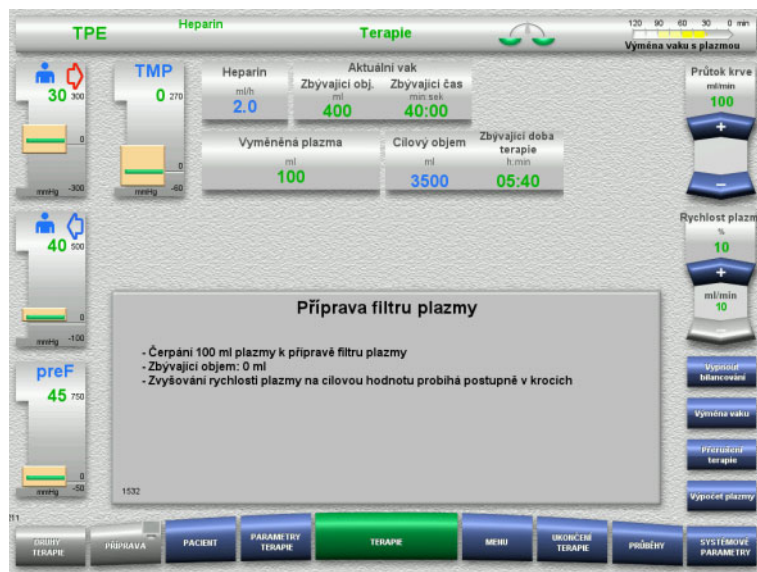 TPE
Heparin
Terapie
120 90 60 30 0 min
Výměna vaku s plazmou
30 300
0
mmHg -300
TMP
0 270
0
mmHg -60
Heparin
ml/h
2.0
Aktuální vak
Zbývající obj. Zbývající čas
ml min:sek
400 40:00
Vyměněná plazma
ml
100
Cílový objem Zbývající doba terapie
ml h:min
3500 05:40
Průtok krve
ml/min
100
+
–
40 500
0
mmHg -100
Rychlost plazm
%
10
+
ml/min
10
–
preF
45 750
0
mmHg -50
Příprava filtru plazmy
- Čerpání 100 ml plazmy k přípravě filtru plazmy
- Zbývající objem: 0 ml
- Zvyšování rychlosti plazmy na cílovou hodnotu probíhá postupně v krocích
1532
Vypnout
bilancování
Výměna vaku
Přerušení
terapie
Výpočet plazmy
DRUHY
TERAPIE
PŘÍPRAVA
PACIENT
PARAMETRY
TERAPIE
TERAPIE
MENU
UKONČENÍ
TERAPIE
PRŮBĚHY
SYSTÉMOVÉ
PARAMETRY